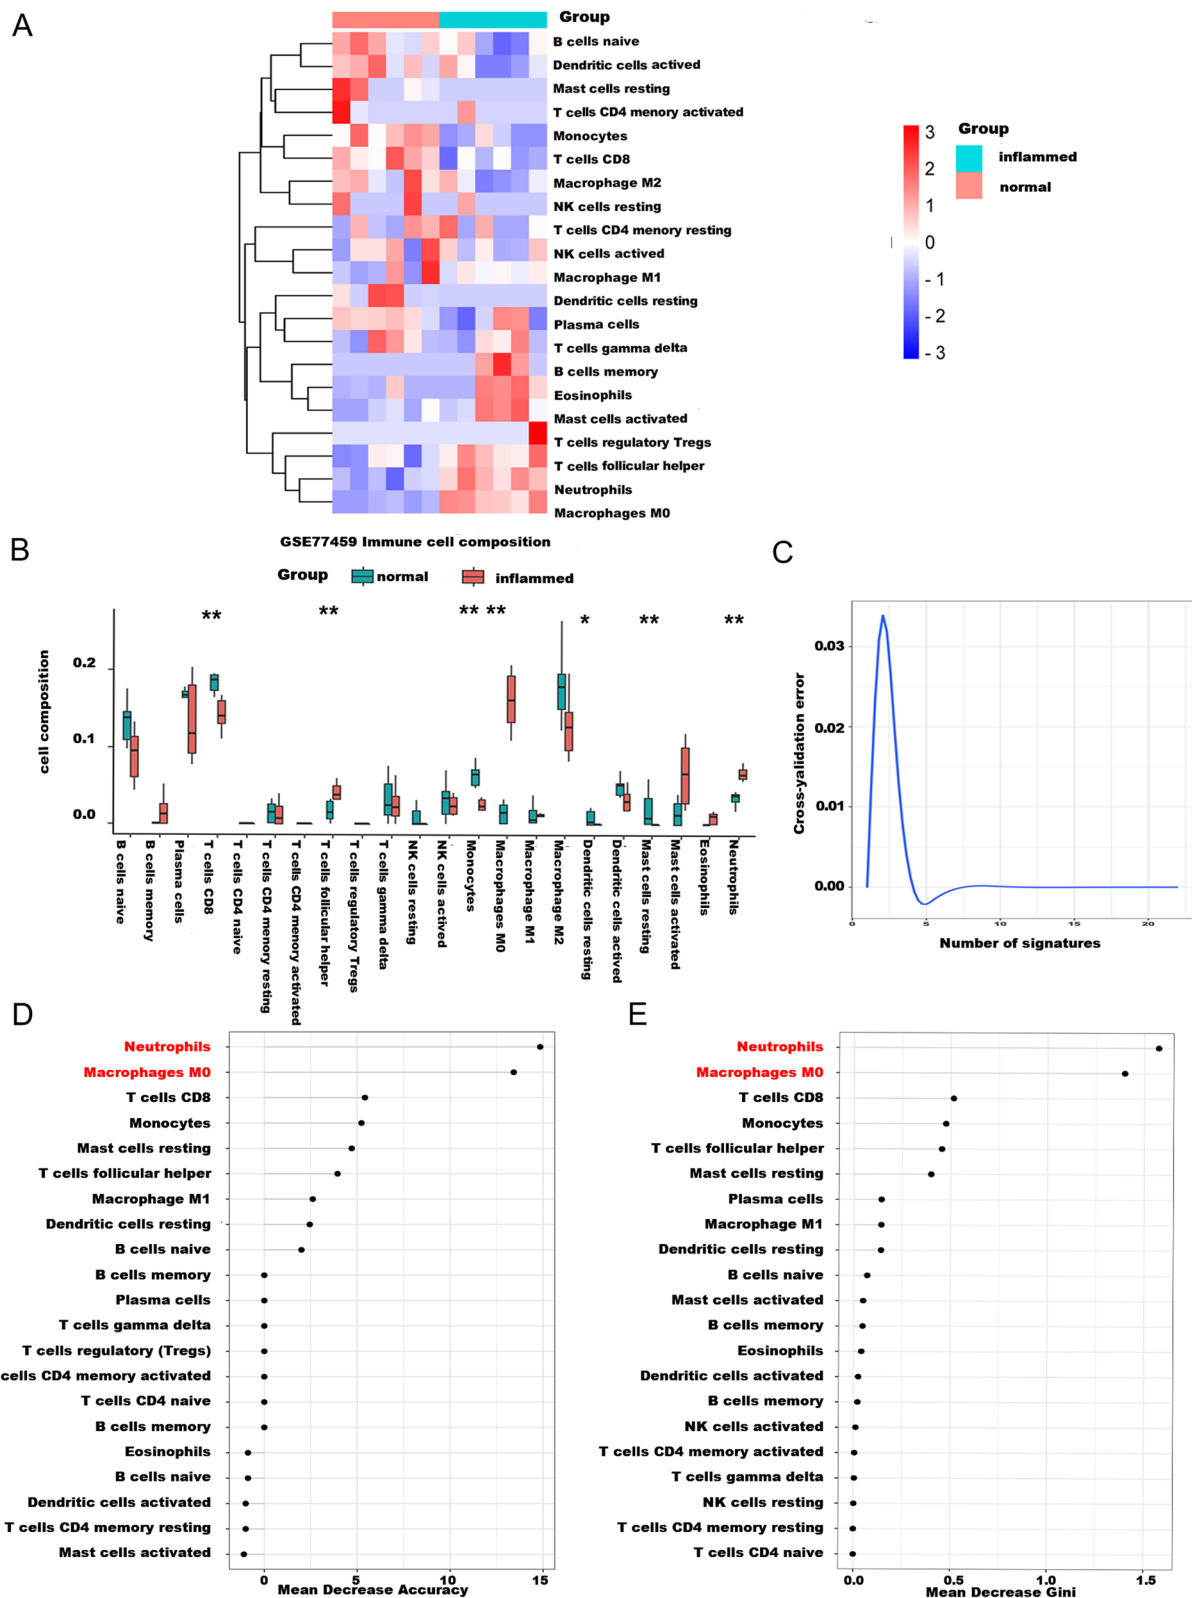 A
Group
B cells naive
Dendritic cells actived
Mast cells resting
T cells CD4 menory activated
Monocytes
T cells CD8
Macrophage M2
NK cells resting
T cells CD4 menory resting
NK cells actived
Macrophage M1
Dendritic cells resting
Plasma cells
T cells gamma delta
B cells memory
Eosinophils
Mast cells activated
T cells regulatory Tregs
T cells follicular helper
Neutrophils
Macrophages M0
3
2
1
0
- 1
- 2
- 3
Group
inflammed
normal
B
GSE77459 Immune cell composition
Group
normal
inflammed
** ** ** ** * ** **
cell composition
0.2
0.1
0.0
B cells naive
B cells memory
Plasma cells
T cells CD8
T cells CD4 naive
T cells CD4 menory resting
T cells CD4 menory activated
T cells follicular helper
T cells regulatory Tregs
T cells gamma delta
NK cells resting
NK cells actived
Monocytes
Macrophages M0
Macrophage M1
Macrophage M2
Dendritic cells resting
Dendritic cells actived
Mast cells resting
Mast cells activated
Eosinophils
Neutrophils
C
Cross-yalidation error
0.03
0.02
0.01
0.00
0 5 10 15 20
Number of signatures
D
Neutrophils
Macrophages M0
T cells CD8
Monocytes
Mast cells resting
T cells follicular helper
Macrophage M1
Dendritic cells resting
B cells naive
B cells memory
Plasma cells
T cells gamma delta
T cells regulatory (Tregs)
cells CD4 memory activated
T cells CD4 naive
B cells memory
Eosinophils
B cells naive
Dendritic cells activated
T cells CD4 memory resting
Mast cells activated
0 5 10 15
Mean Decrease Accuracy
E
Neutrophils
Macrophages M0
T cells CD8
Monocytes
T cells follicular helper
Mast cells resting
Plasma cells
Macrophage M1
Dendritic cells resting
B cells naive
Mast cells activated
B cells memory
Eosinophils
Dendritic cells activated
B cells memory
NK cells activated
T cells CD4 memory activated
T cells gamma delta
NK cells resting
T cells CD4 memory resting
T cells CD4 naive
0.0 0.5 1.0 1.5
Mean Decrease Gini